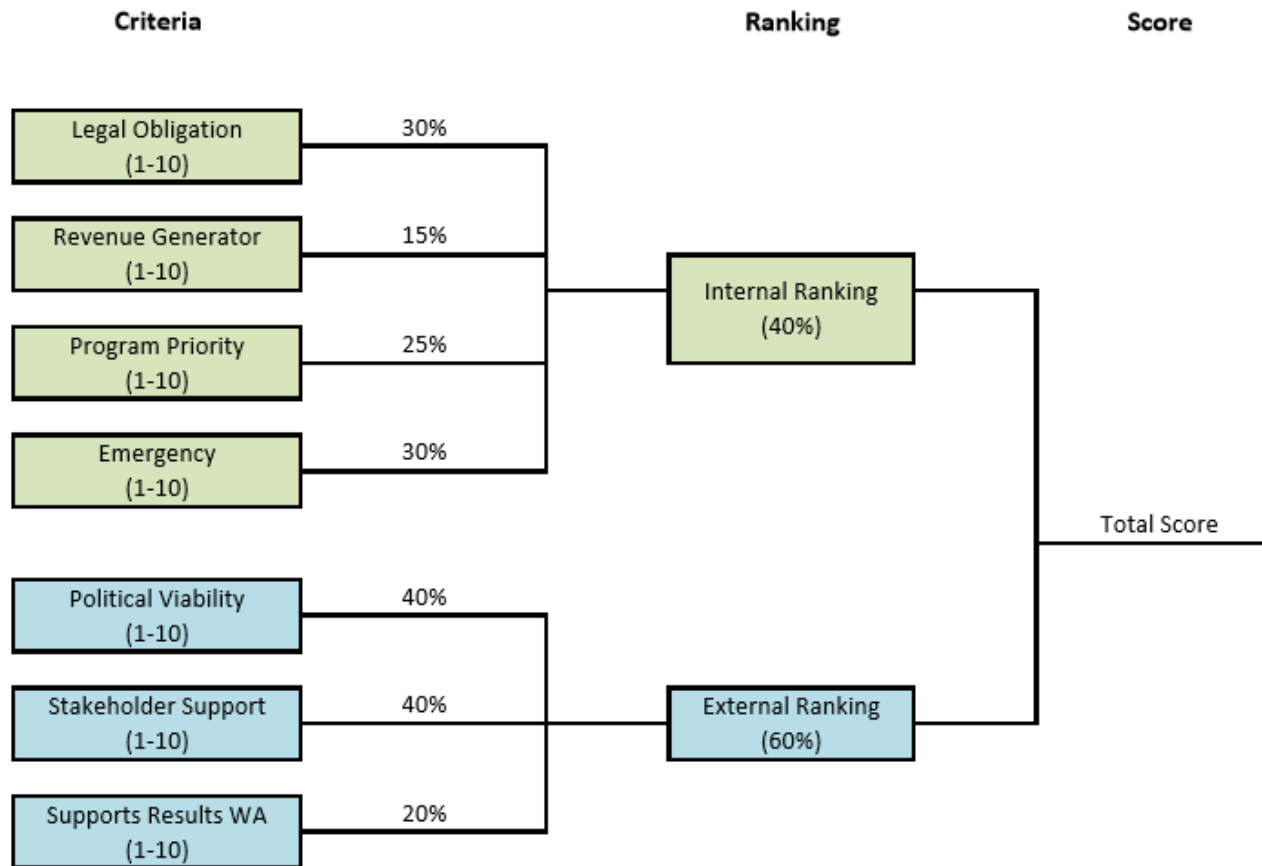 Criteria
Ranking
Score
Legal Obligation
(1-10)
30%
Revenue Generator
(1-10)
15%
Internal Ranking
(40%)
Program Priority
(1-10)
25%
Emergency
(1-10)
30%
Total Score
Political Viability
(1-10)
40%
Stakeholder Support
(1-10)
40%
External Ranking
(60%)
Supports Results WA
(1-10)
20%